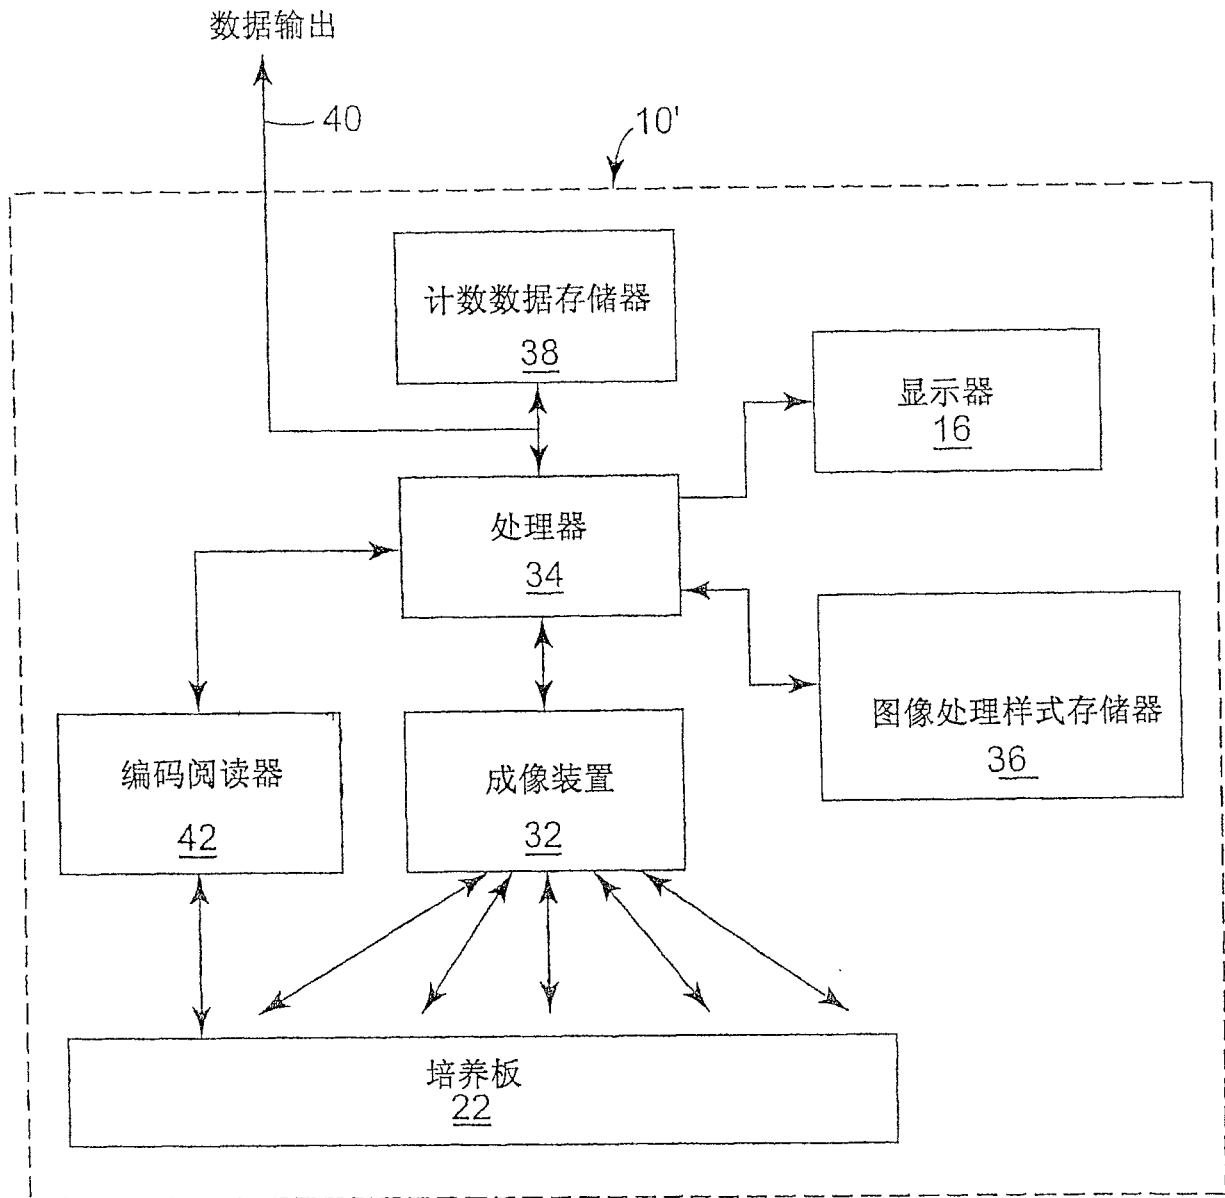 数据输出
40
10'
计数数据存储器
38
显示器
16
处理器
34
图像处理样式存储器
36
编码阅读器
42
成像装置
32
培养板
22